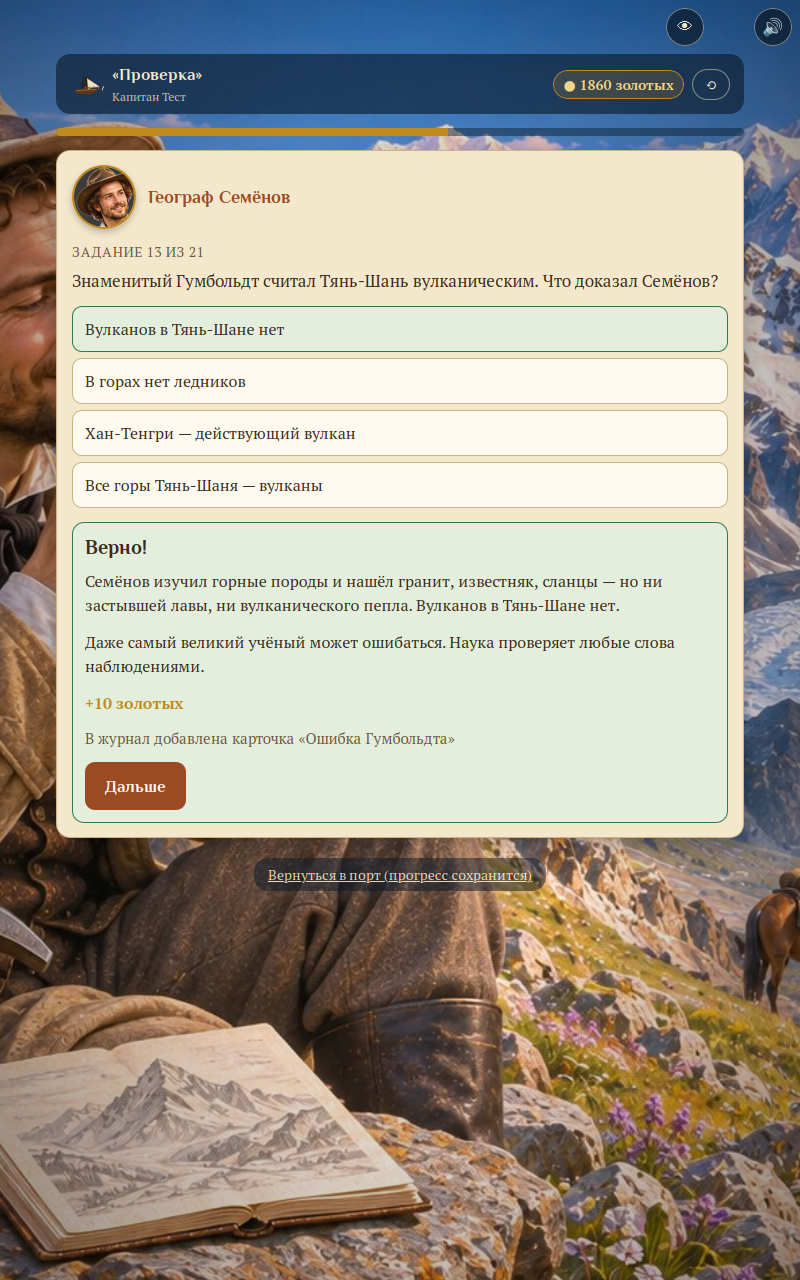 «Проверка»
Капитан Тест
1860 золотых
Географ Семёнов
ЗАДАНИЕ 13 ИЗ 21
Знаменитый Гумбольдт считал Тянь-Шань вулканическим. Что доказал Семёнов?
Вулканов в Тянь-Шане нет
В горах нет ледников
Хан-Тенгри — действующий вулкан
Все горы Тянь-Шаня — вулканы
Верно!
Семёнов изучил горные породы и нашёл гранит, известняк, сланцы — но ни
застывшей лавы, ни вулканического пепла. Вулканов в Тянь-Шане нет.
Даже самый великий учёный может ошибаться. Наука проверяет любые слова
наблюдениями.
+10 золотых
В журнал добавлена карточка «Ошибка Гумбольдта»
Дальше
Вернуться в порт (прогресс сохранится)